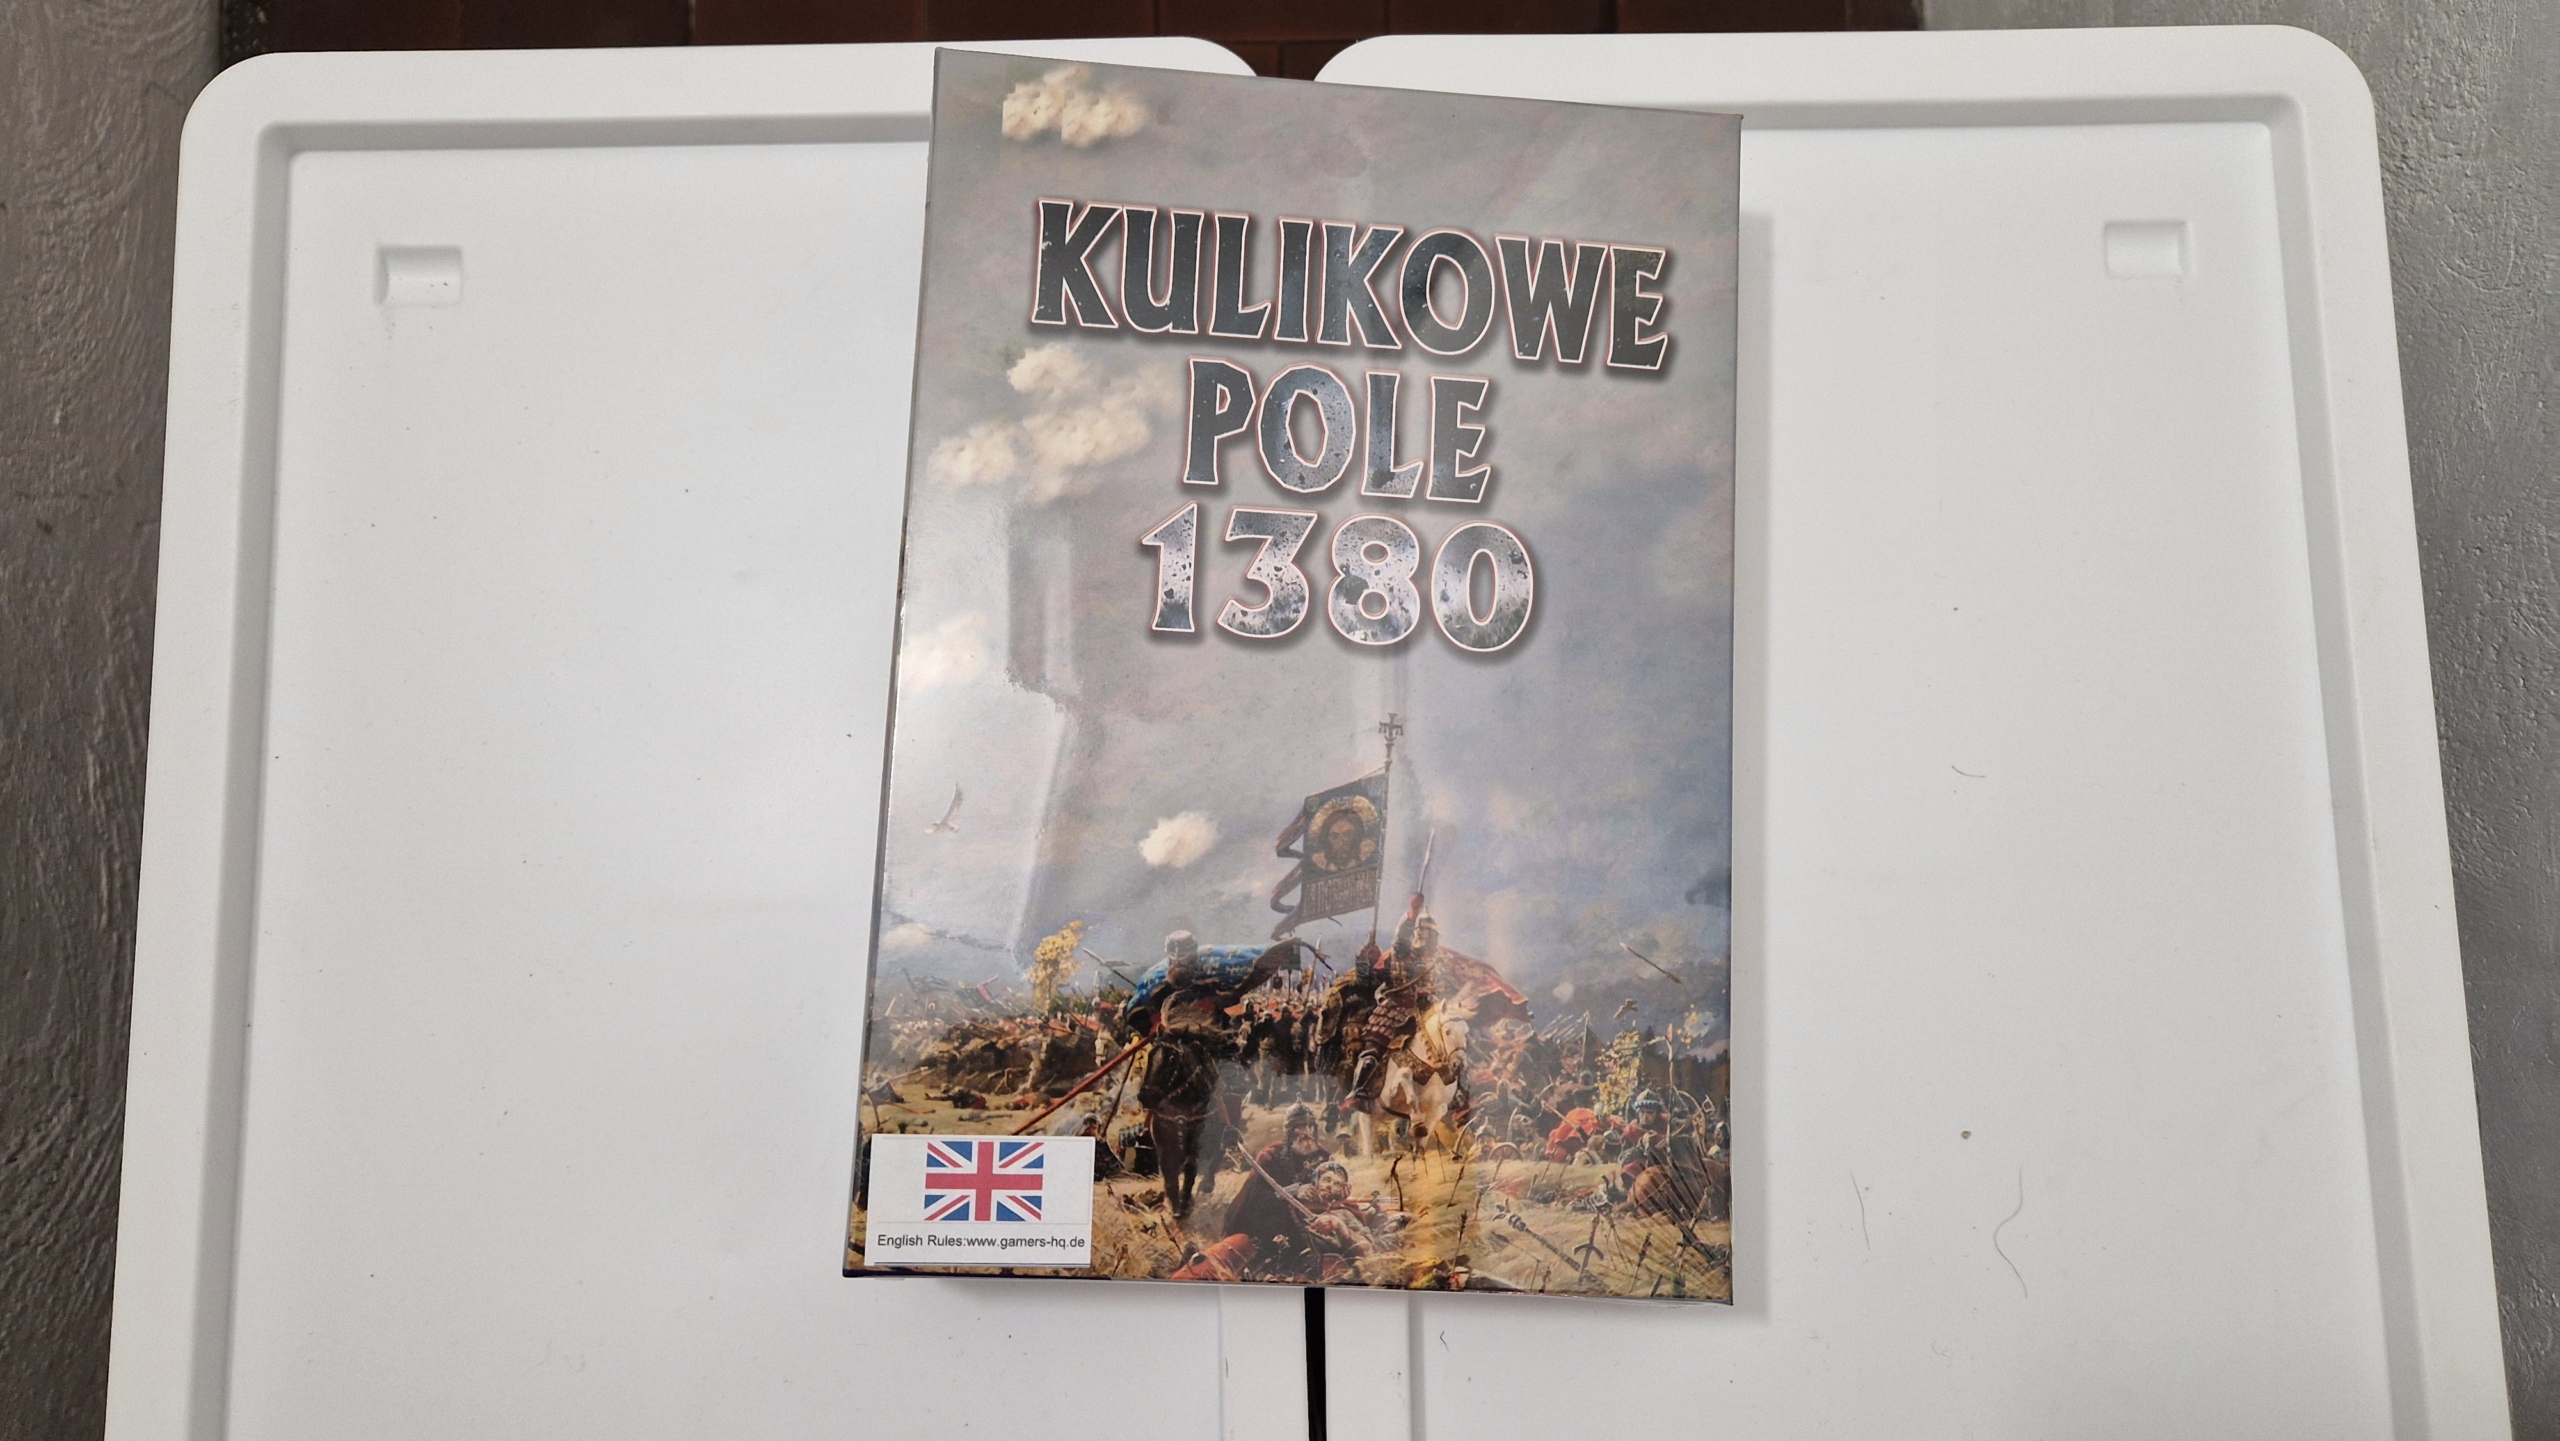 KULIKOWE
POLE
1380
English Rules:www.gamers-hq.de